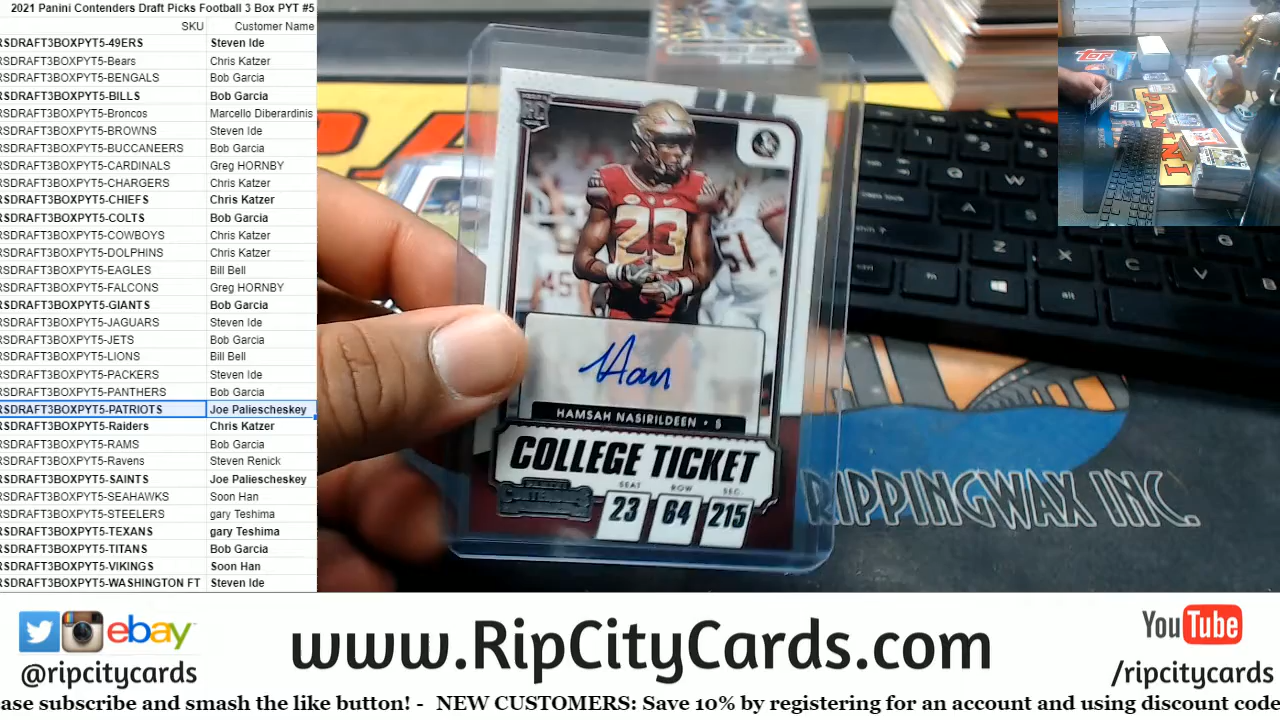 2021 Panini Contenders Draft Picks Football 3 Box PYT #5
SKU Customer Name
RSDRAFT3BOXPYT5-49ERS Steven Ide
RSDRAFT3BOXPYT5-Bears Chris Katzer
RSDRAFT3BOXPYT5-BENGALS Bob Garcia
RSDRAFT3BOXPYT5-BILLS Bob Garcia
RSDRAFT3BOXPYT5-Broncos Marcello Diberardinis
RSDRAFT3BOXPYT5-BROWNS Steven Ide
RSDRAFT3BOXPYT5-BUCCANEERS Bob Garcia
RSDRAFT3BOXPYT5-CARDINALS Greg HORNBY
RSDRAFT3BOXPYT5-CHARGERS Chris Katzer
RSDRAFT3BOXPYT5-CHIEFS Chris Katzer
RSDRAFT3BOXPYT5-COLTS Bob Garcia
RSDRAFT3BOXPYT5-COWBOYS Chris Katzer
RSDRAFT3BOXPYT5-DOLPHINS Chris Katzer
RSDRAFT3BOXPYT5-EAGLES Bill Bell
RSDRAFT3BOXPYT5-FALCONS Greg HORNBY
RSDRAFT3BOXPYT5-GIANTS Bob Garcia
RSDRAFT3BOXPYT5-JAGUARS Steven Ide
RSDRAFT3BOXPYT5-JETS Bob Garcia
RSDRAFT3BOXPYT5-LIONS Bill Bell
RSDRAFT3BOXPYT5-PACKERS Steven Ide
RSDRAFT3BOXPYT5-PANTHERS Bob Garcia
RSDRAFT3BOXPYT5-PATRIOTS Joe Paliescheskey
RSDRAFT3BOXPYT5-Raiders Chris Katzer
RSDRAFT3BOXPYT5-RAMS Bob Garcia
RSDRAFT3BOXPYT5-Ravens Steven Renick
RSDRAFT3BOXPYT5-SAINTS Joe Paliescheskey
RSDRAFT3BOXPYT5-SEAHAWKS Soon Han
RSDRAFT3BOXPYT5-STEELERS gary Teshima
RSDRAFT3BOXPYT5-TEXANS gary Teshima
RSDRAFT3BOXPYT5-TITANS Bob Garcia
RSDRAFT3BOXPYT5-VIKINGS Soon Han
RSDRAFT3BOXPYT5-WASHINGTON FT Steven Ide
RC
23
45
51
HAMSAH NASIRILDEEN • S
COLLEGE TICKET
PANINI CONTENDERS
SEAT ROW SEC.
23 64 215
Q W
A S
Z X C V
alt
RIPPINGWAX INC.
PANINI
ebay
@ripcitycards
www.RipCityCards.com
YouTube
/ripcitycards
ase subscribe and smash the like button! - NEW CUSTOMERS: Save 10% by registering for an account and using discount code